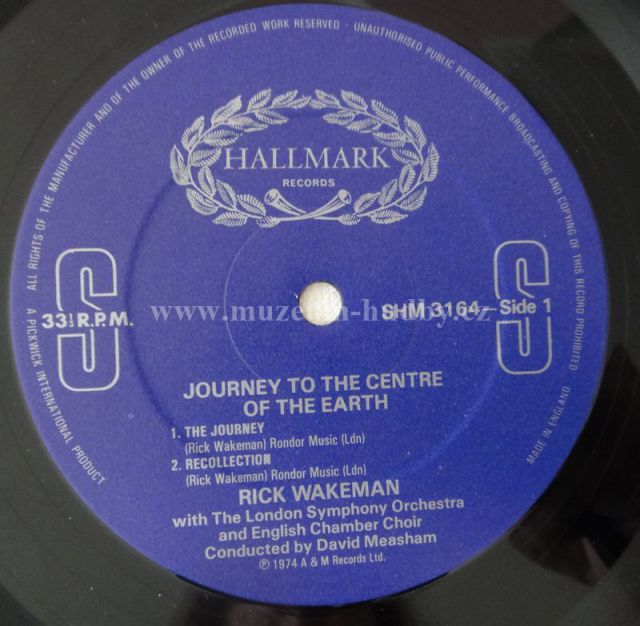 ALL RIGHTS OF THE MANUFACTURER AND OF THE OWNER OF THE RECORDED WORK RESERVED - UNAUTHORISED PUBLIC PERFORMANCE BROADCASTING AND COPYING OF THIS RECORD PROHIBITED
HALLMARK
RECORDS
S
S
33⅓ R.P.M.
SHM 3164 - Side 1
www.muzeum-hudby.cz
A PICKWICK INTERNATIONAL PRODUCT
MADE IN ENGLAND
JOURNEY TO THE CENTRE
OF THE EARTH
1. THE JOURNEY
(Rick Wakeman) Rondor Music (Ldn)
2. RECOLLECTION
(Rick Wakeman) Rondor Music (Ldn)
RICK WAKEMAN
with The London Symphony Orchestra
and English Chamber Choir
Conducted by David Measham
℗ 1974 A & M Records Ltd.